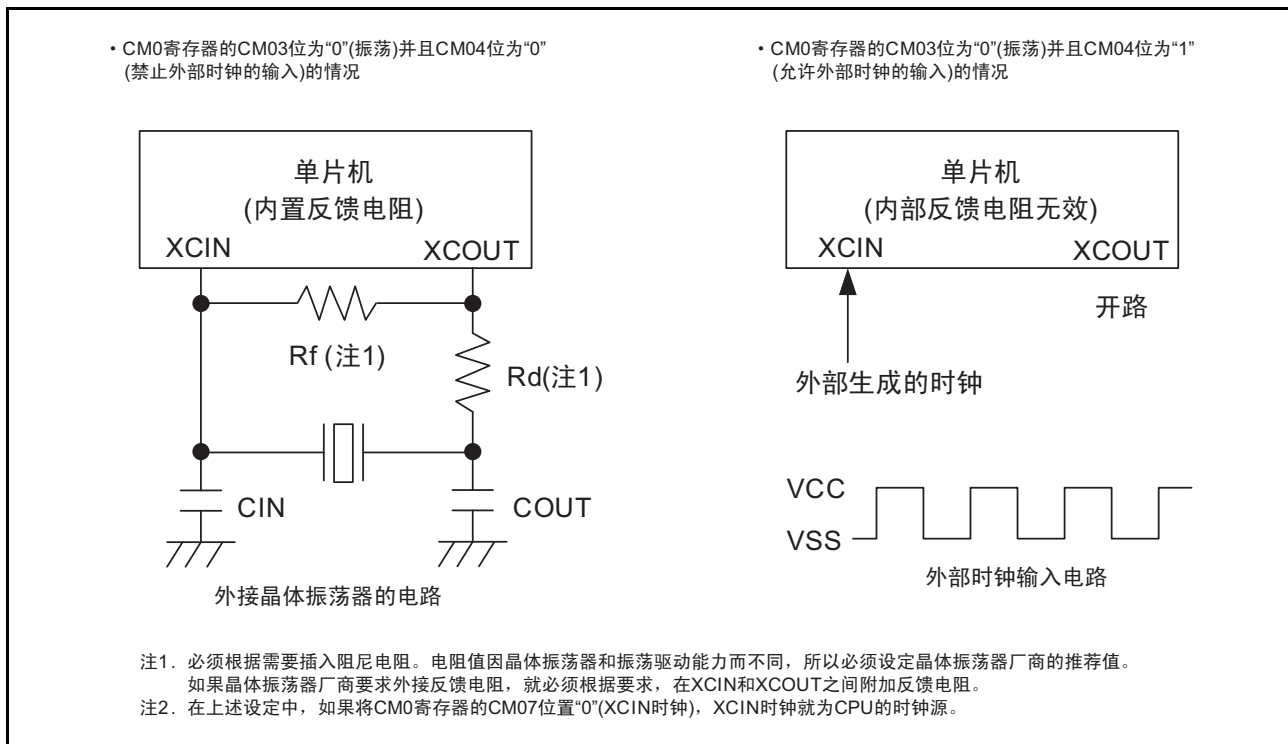 • CM0寄存器的CM03位为“0”(振荡)并且CM04位为“0”
(禁止外部时钟的输入)的情况
单片机
(内置反馈电阻)
XCIN
XCOUT
Rf (注1)
Rd(注1)
CIN
COUT
外接晶体振荡器的电路
• CM0寄存器的CM03位为“0”(振荡)并且CM04位为“1”
(允许外部时钟的输入)的情况
单片机
(内部反馈电阻无效)
XCIN
XCOUT
开路
外部生成的时钟
VCC
VSS
外部时钟输入电路
注1. 必须根据需要插入阻尼电阻。电阻值因晶体振荡器和振荡驱动能力而不同，所以必须设定晶体振荡器厂商的推荐值。
如果晶体振荡器厂商要求外接反馈电阻，就必须根据要求，在XCIN和XCOUT之间附加反馈电阻。
注2. 在上述设定中，如果将CM0寄存器的CM07位置“0”(XCIN时钟)，XCIN时钟就为CPU的时钟源。